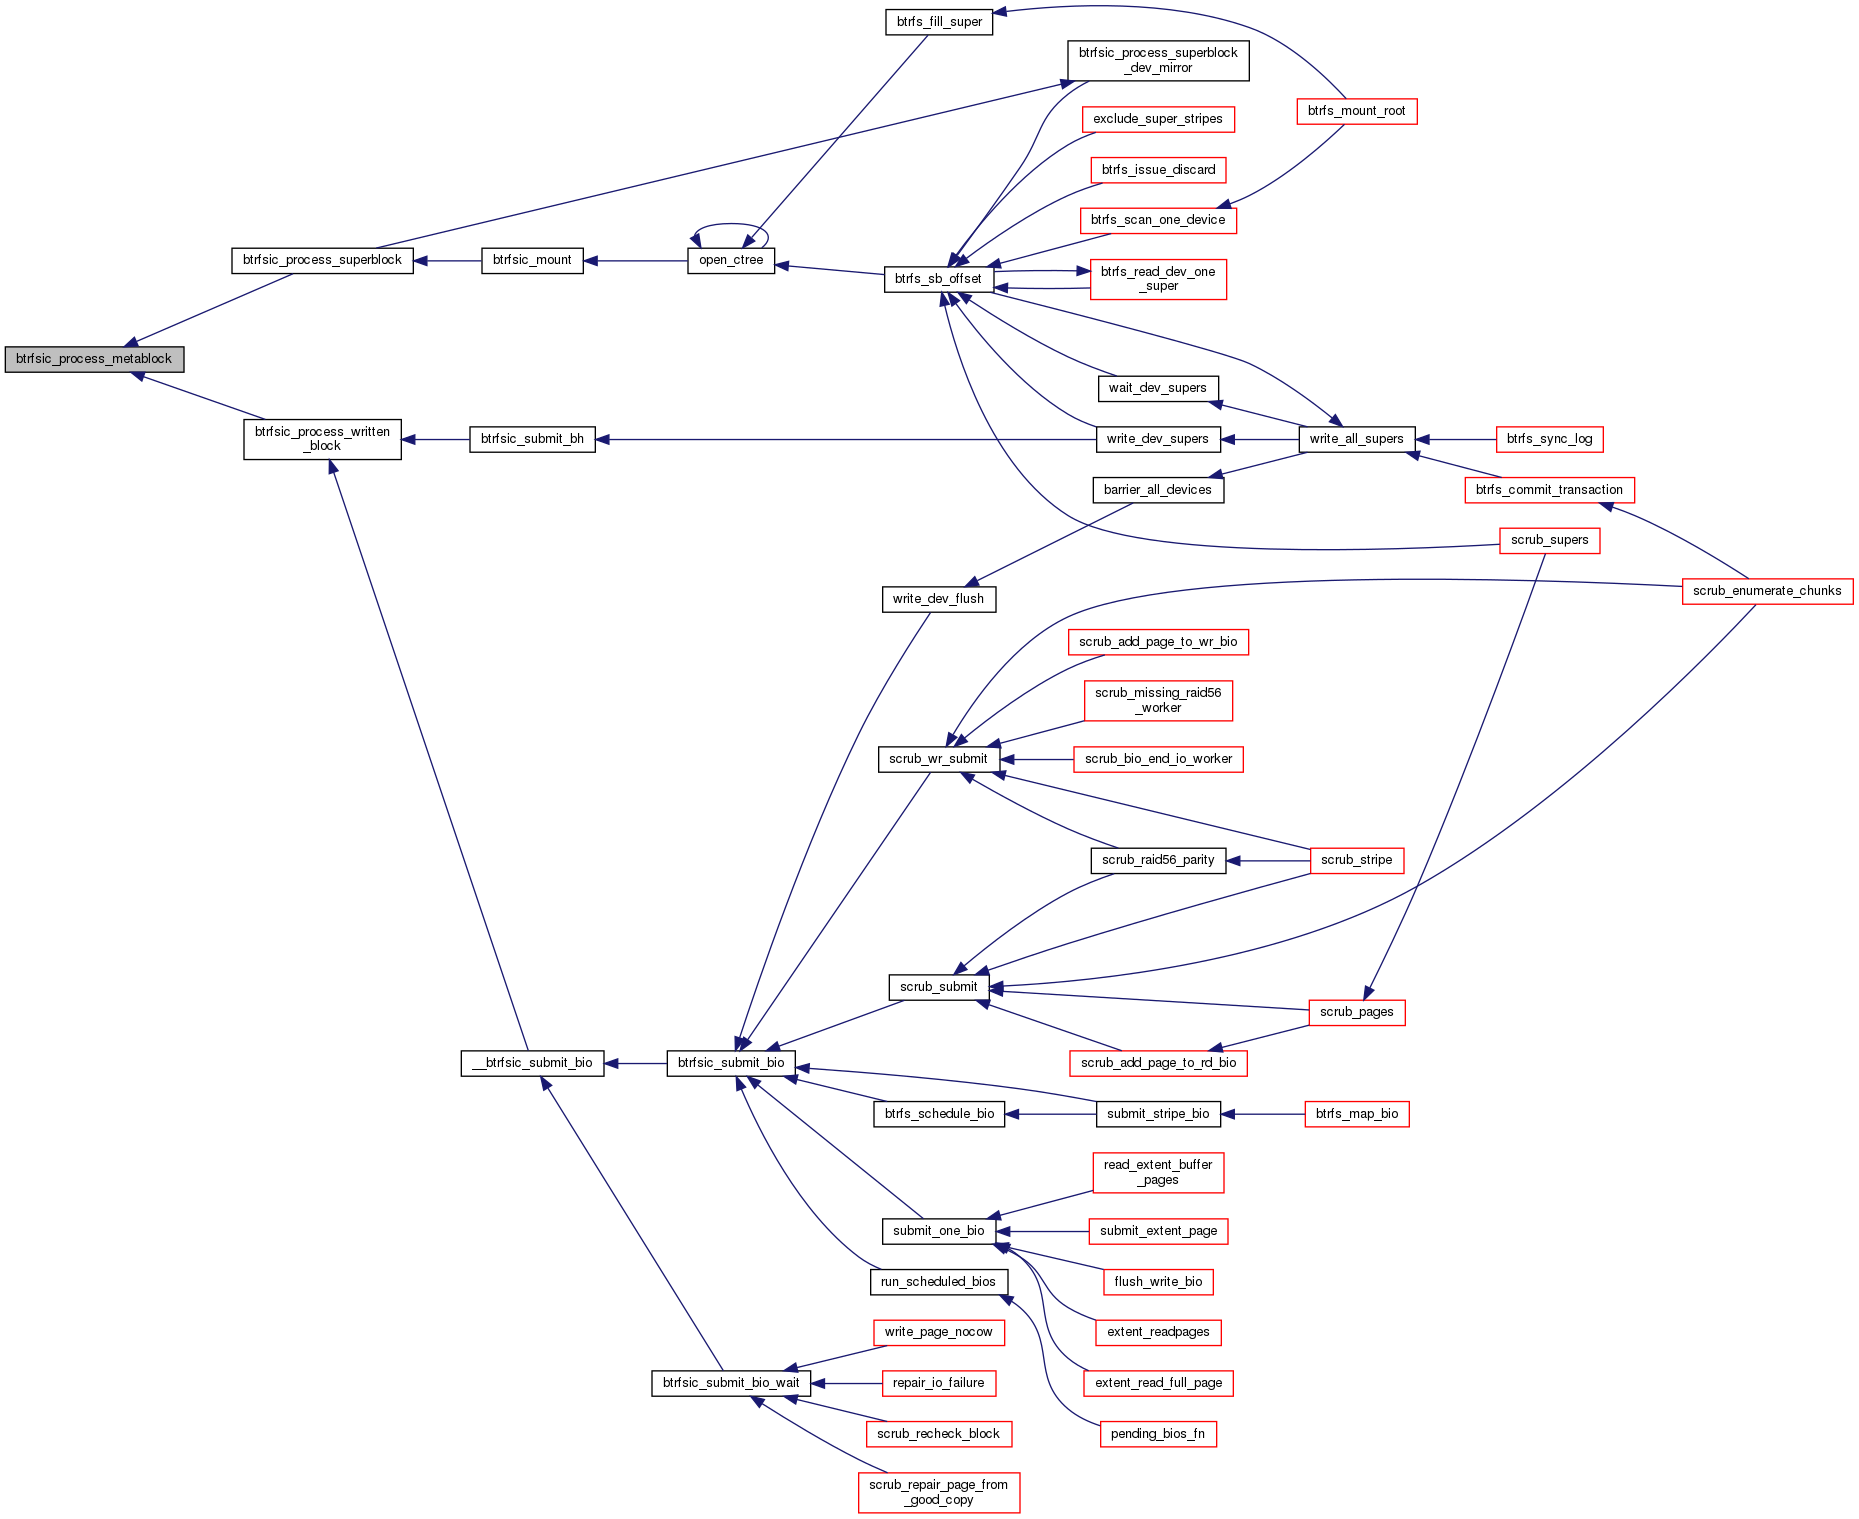 btrfs_fill_super
btrfsic_process_superblock
_dev_mirror
btrfs_mount_root
exclude_super_stripes
btrfs_issue_discard
btrfs_scan_one_device
btrfsic_process_superblock
btrfsic_mount
open_ctree
btrfs_sb_offset
btrfs_read_dev_one
_super
btrfsic_process_metablock
wait_dev_supers
btrfsic_process_written
_block
btrfsic_submit_bh
write_dev_supers
write_all_supers
btrfs_sync_log
barrier_all_devices
btrfs_commit_transaction
scrub_supers
write_dev_flush
scrub_enumerate_chunks
scrub_add_page_to_wr_bio
scrub_missing_raid56
_worker
scrub_wr_submit
scrub_bio_end_io_worker
scrub_raid56_parity
scrub_stripe
scrub_submit
scrub_pages
__btrfsic_submit_bio
btrfsic_submit_bio
scrub_add_page_to_rd_bio
btrfs_schedule_bio
submit_stripe_bio
btrfs_map_bio
read_extent_buffer
_pages
submit_one_bio
submit_extent_page
run_scheduled_bios
flush_write_bio
write_page_nocow
extent_readpages
btrfsic_submit_bio_wait
repair_io_failure
extent_read_full_page
scrub_recheck_block
pending_bios_fn
scrub_repair_page_from
_good_copy